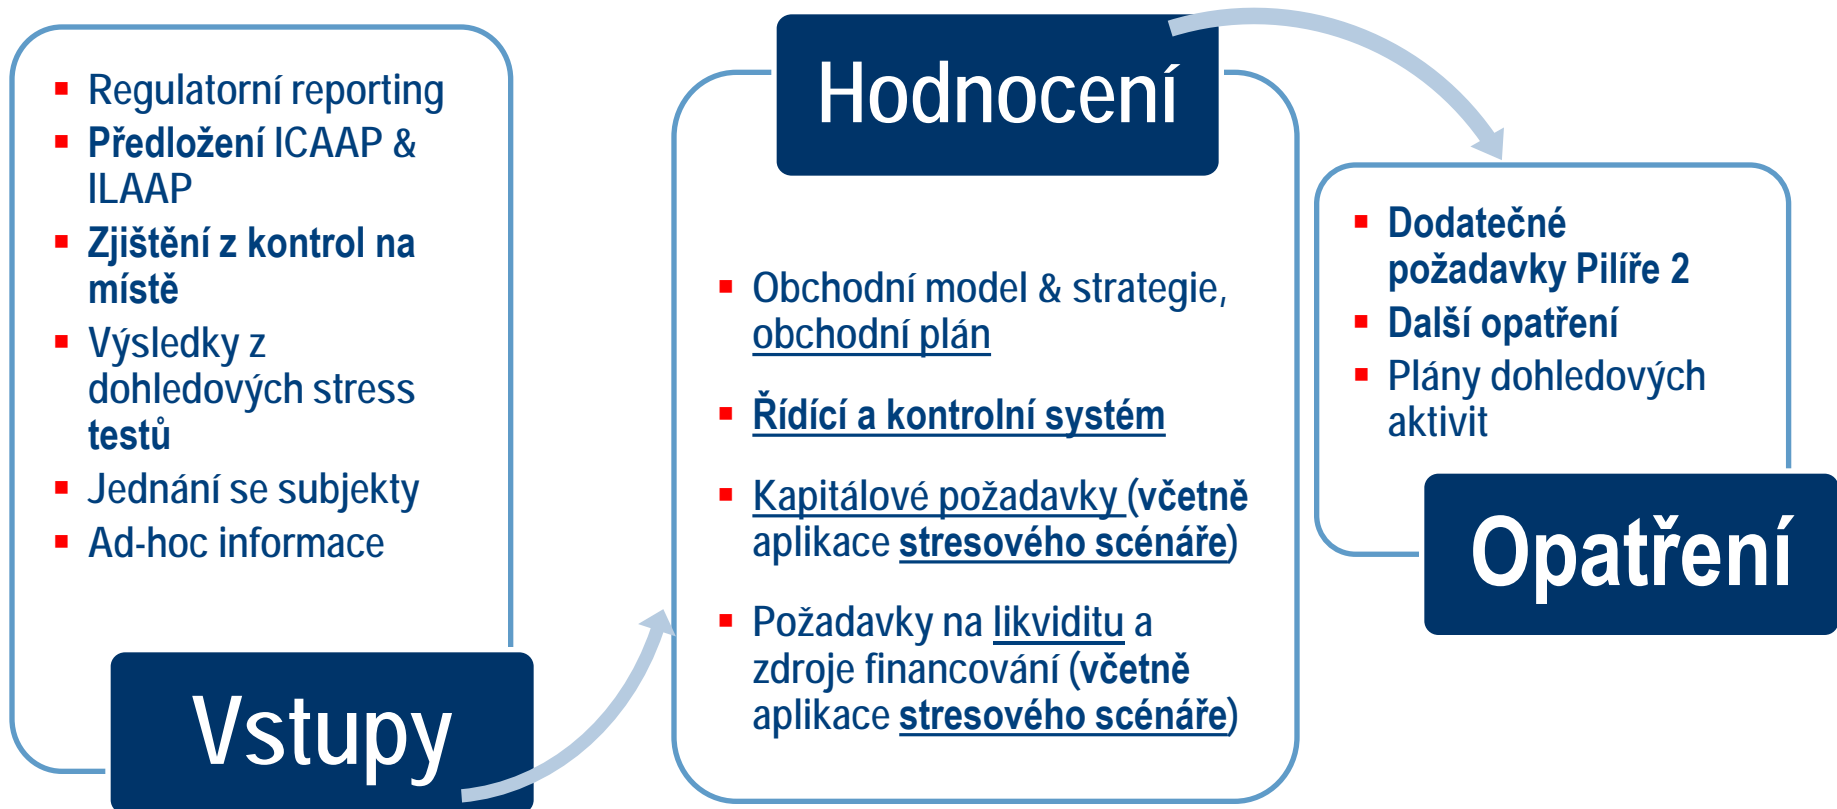 Regulatorní reporting
Předložení ICAAP &
ILAAP
Zjištění z kontrol na
místě
Výsledky z
dohledových stress
testů
Jednání se subjekty
Ad-hoc informace
Vstupy
Hodnocení
Obchodní model & strategie,
obchodní plán
Řídící a kontrolní systém
Kapitálové požadavky (včetně
aplikace stresového scénáře)
Požadavky na likviditu a
zdroje financování (včetně
aplikace stresového scénáře)
Dodatečné
požadavky Pilíře 2
Další opatření
Plány dohledových
aktivit
Opatření